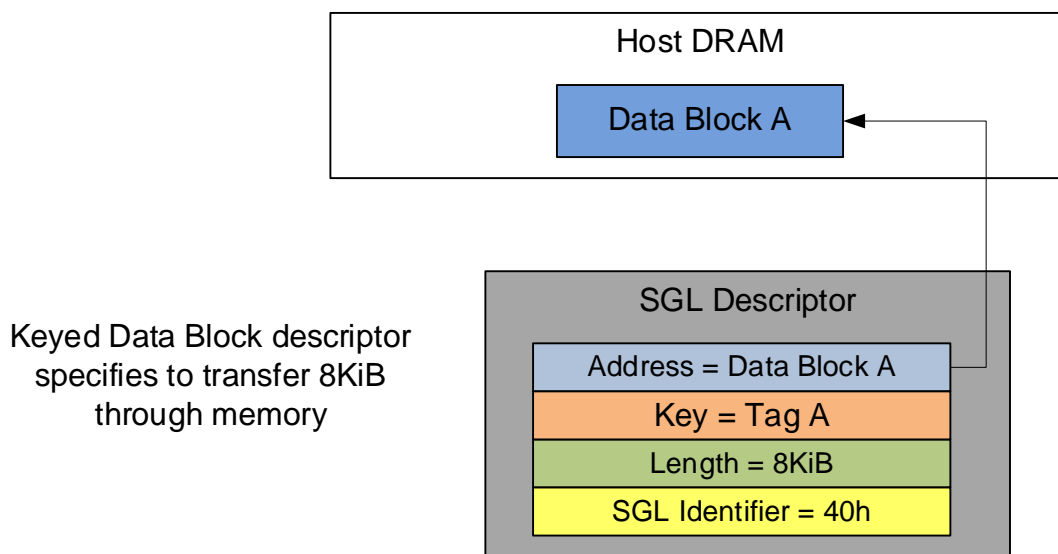 Host DRAM
Data Block A
SGL Descriptor
Keyed Data Block descriptor
specifies to transfer 8KiB
through memory
Address = Data Block A
Key = Tag A
Length = 8KiB
SGL Identifier = 40h